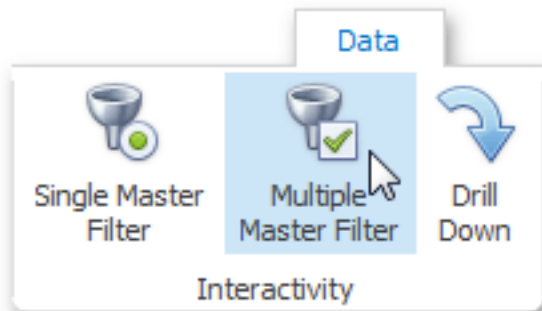 Data
Single Master
Filter
Multiple
Master Filter
Drill
Down
Interactivity